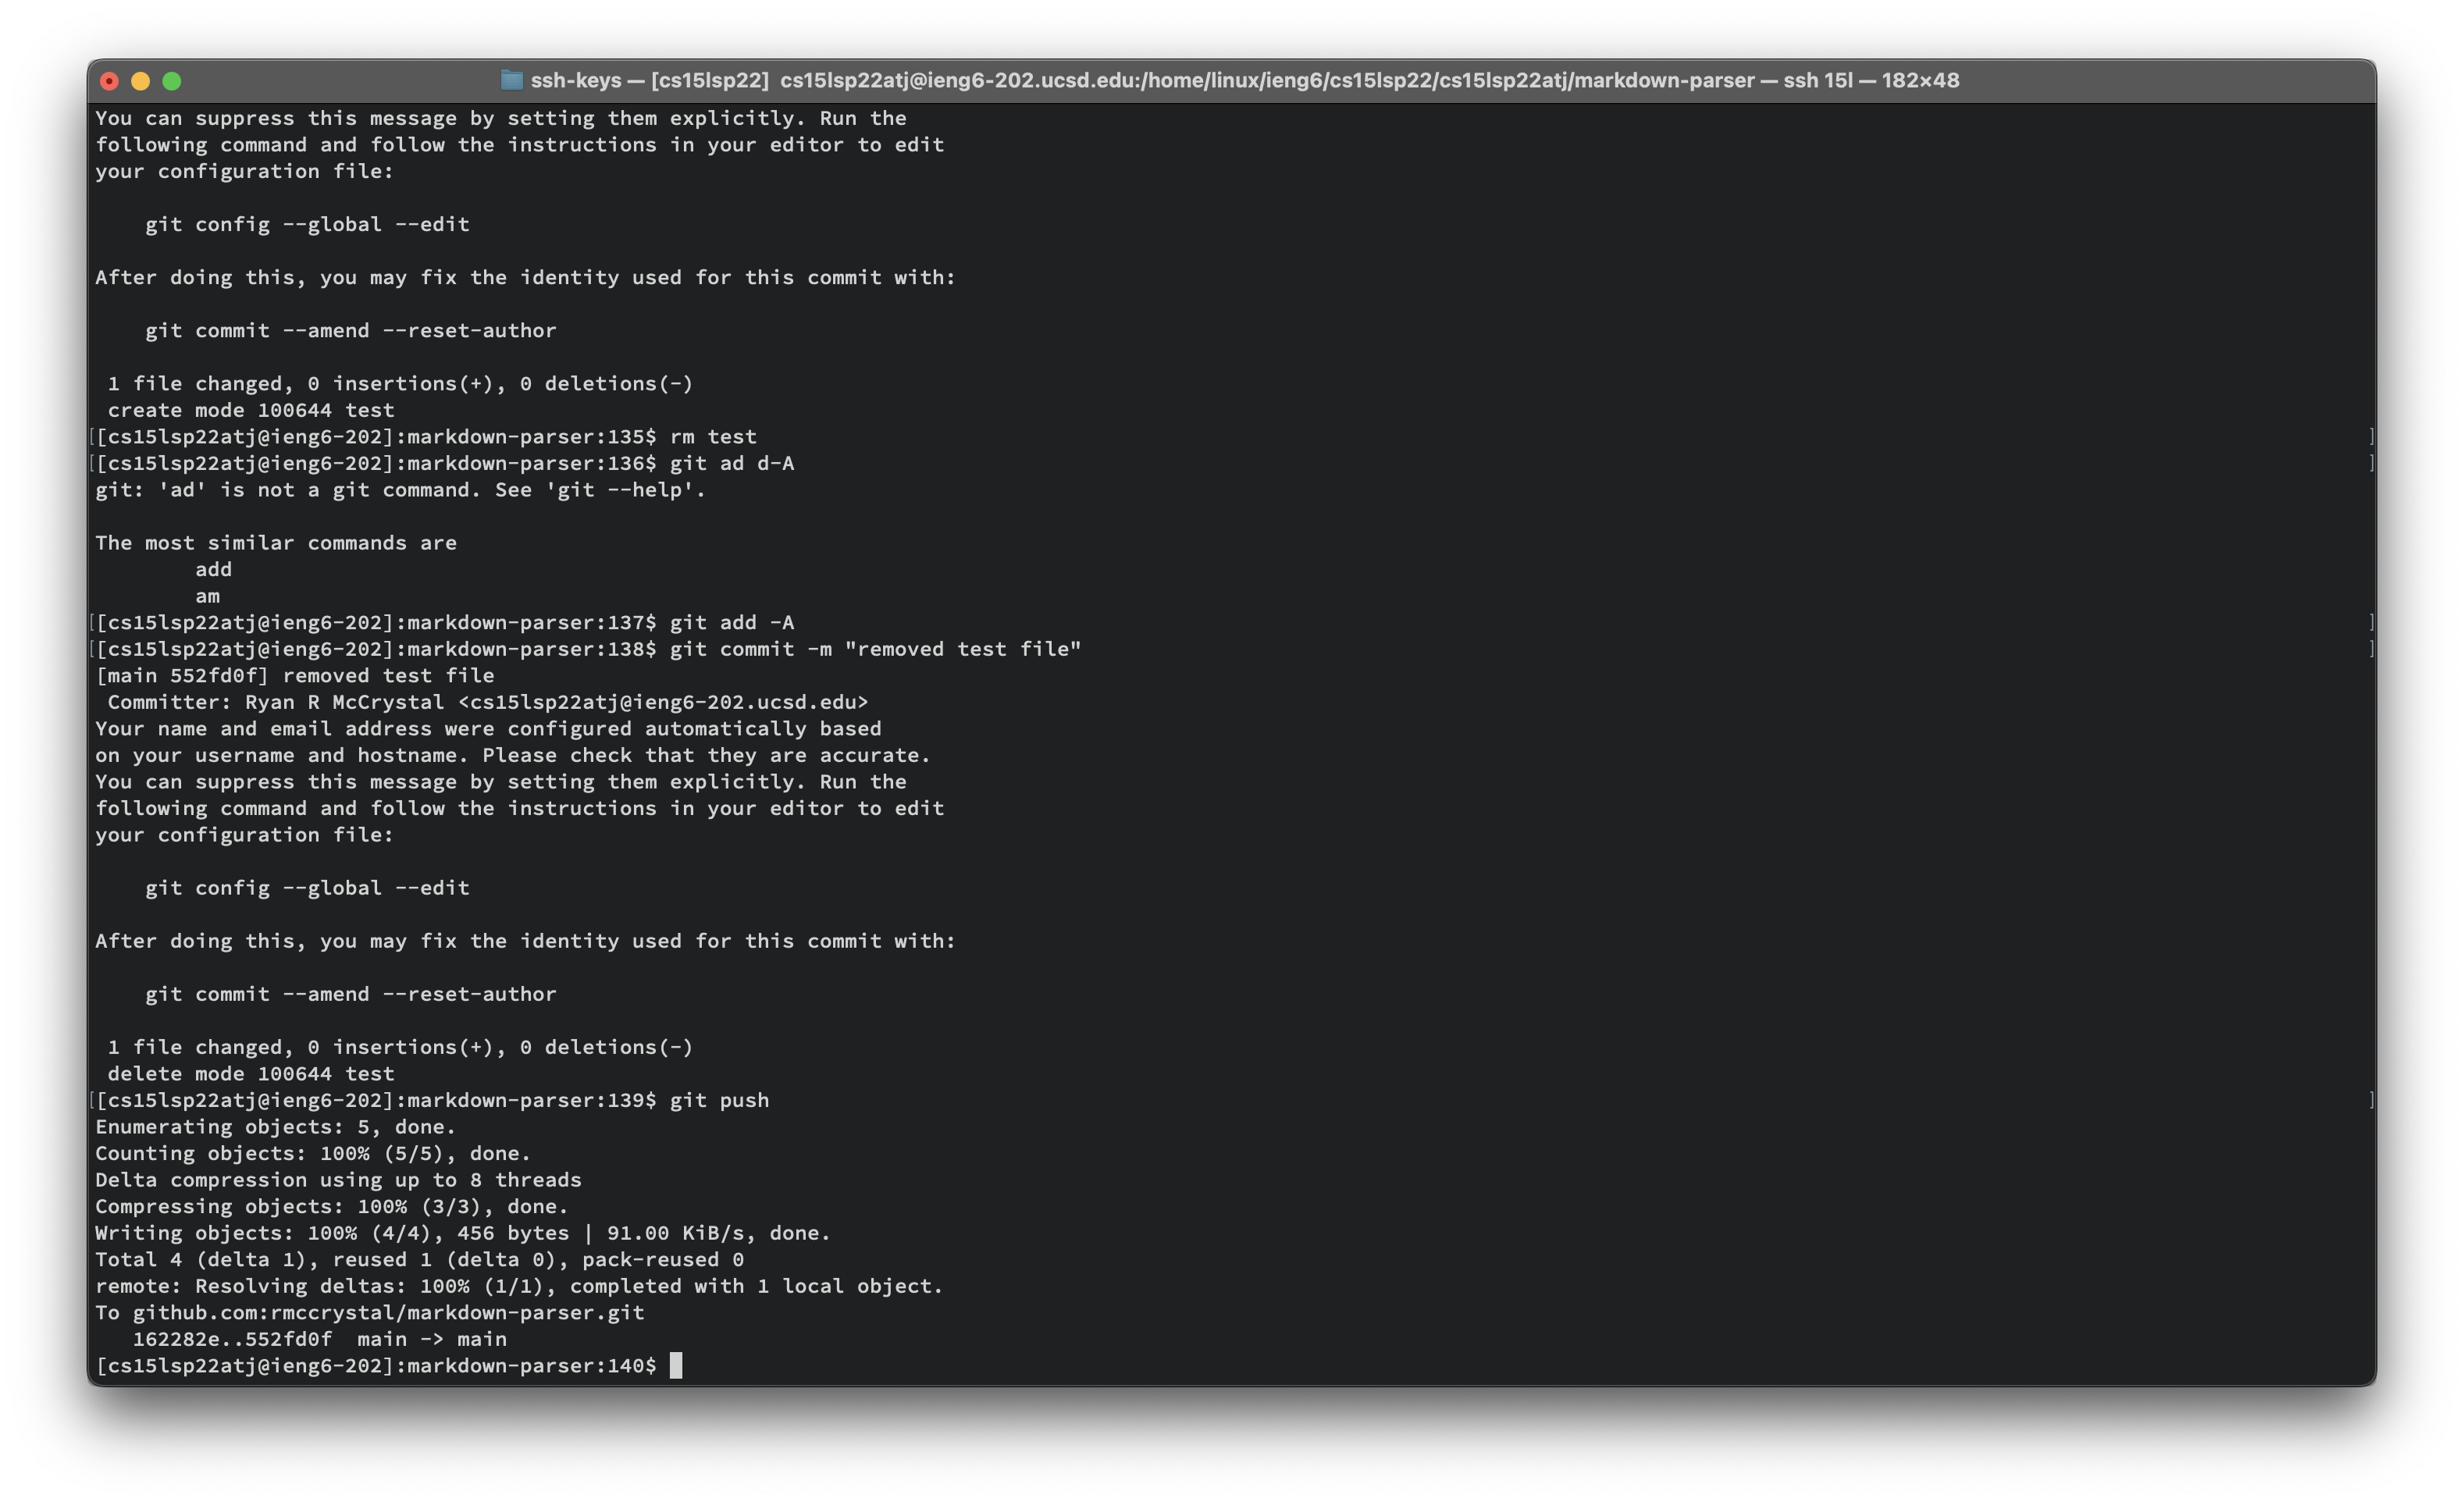 ssh-keys — [cs15lsp22]  cs15lsp22atj@ieng6-202.ucsd.edu:/home/linux/ieng6/cs15lsp22/cs15lsp22atj/markdown-parser — ssh 15l — 182×48
You can suppress this message by setting them explicitly. Run the
following command and follow the instructions in your editor to edit
your configuration file:

    git config --global --edit

After doing this, you may fix the identity used for this commit with:

    git commit --amend --reset-author

 1 file changed, 0 insertions(+), 0 deletions(-)
 create mode 100644 test
[[cs15lsp22atj@ieng6-202]:markdown-parser:135$ rm test ]
[[cs15lsp22atj@ieng6-202]:markdown-parser:136$ git ad d-A ]
git: 'ad' is not a git command. See 'git --help'.

The most similar commands are
        add
        am
[[cs15lsp22atj@ieng6-202]:markdown-parser:137$ git add -A ]
[[cs15lsp22atj@ieng6-202]:markdown-parser:138$ git commit -m "removed test file" ]
[main 552fd0f] removed test file
 Committer: Ryan R McCrystal <cs15lsp22atj@ieng6-202.ucsd.edu>
Your name and email address were configured automatically based
on your username and hostname. Please check that they are accurate.
You can suppress this message by setting them explicitly. Run the
following command and follow the instructions in your editor to edit
your configuration file:

    git config --global --edit

After doing this, you may fix the identity used for this commit with:

    git commit --amend --reset-author

 1 file changed, 0 insertions(+), 0 deletions(-)
 delete mode 100644 test
[[cs15lsp22atj@ieng6-202]:markdown-parser:139$ git push ]
Enumerating objects: 5, done.
Counting objects: 100% (5/5), done.
Delta compression using up to 8 threads
Compressing objects: 100% (3/3), done.
Writing objects: 100% (4/4), 456 bytes | 91.00 KiB/s, done.
Total 4 (delta 1), reused 1 (delta 0), pack-reused 0
remote: Resolving deltas: 100% (1/1), completed with 1 local object.
To github.com:rmccrystal/markdown-parser.git
   162282e..552fd0f  main -> main
[cs15lsp22atj@ieng6-202]:markdown-parser:140$